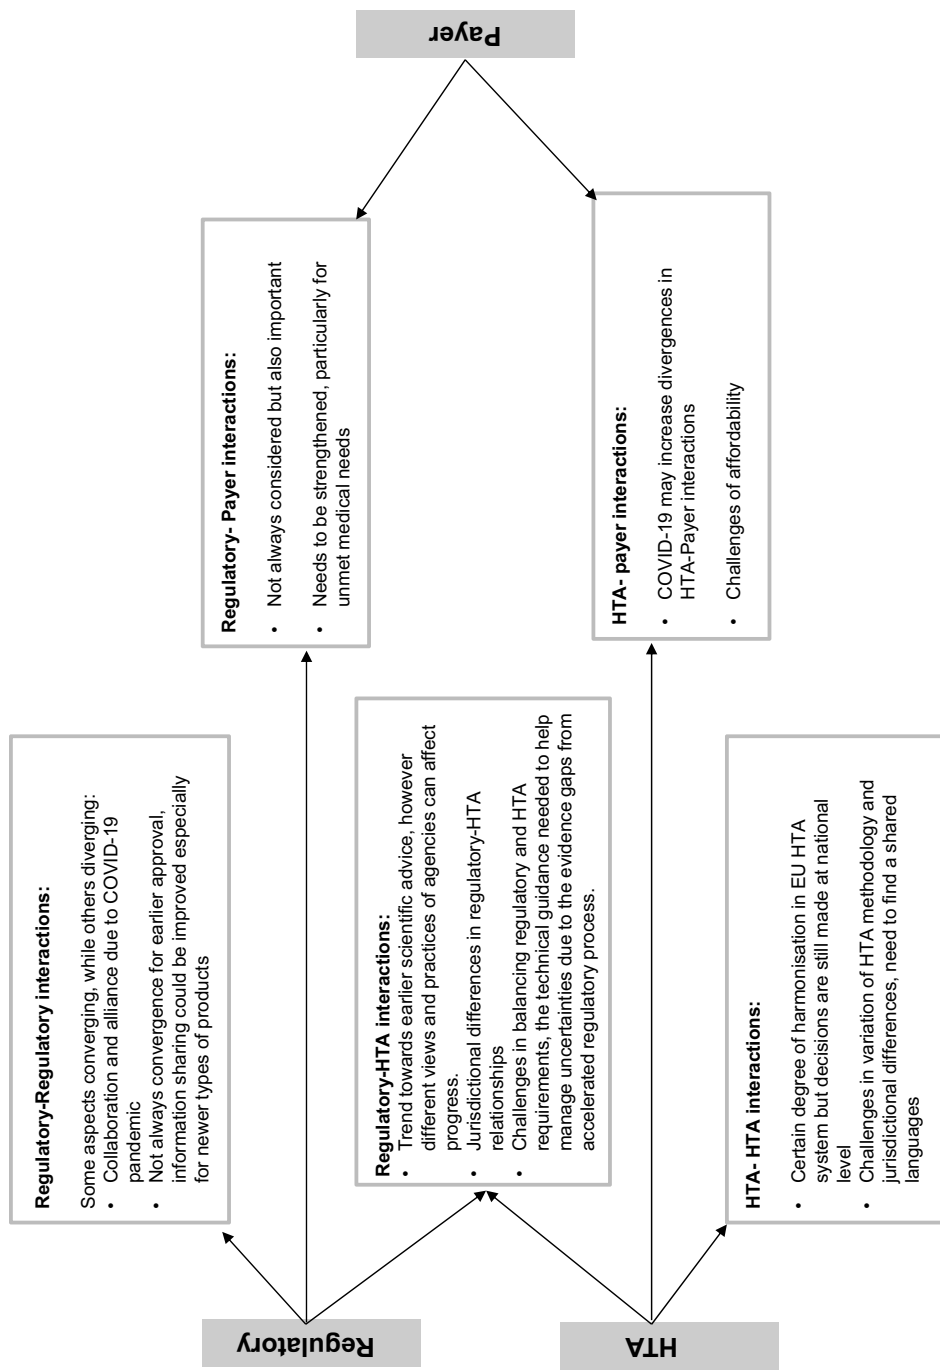 Regulatory
HTA
Payer
Regulatory-Regulatory interactions:
Some aspects converging, while others diverging:
• Collaboration and alliance due to COVID-19
pandemic
• Not always convergence for earlier approval,
information sharing could be improved especially
for newer types of products
Regulatory-HTA interactions:
• Trend towards earlier scientific advice, however
different views and practices of agencies can affect
progress.
• Jurisdictional differences in regulatory-HTA
relationships
• Challenges in balancing regulatory and HTA
requirements, the technical guidance needed to help
manage uncertainties due to the evidence gaps from
accelerated regulatory process.
HTA- HTA interactions:
• Certain degree of harmonisation in EU HTA
system but decisions are still made at national
level
• Challenges in variation of HTA methodology and
jurisdictional differences, need to find a shared
languages
Regulatory- Payer interactions:
• Not always considered but also important
• Needs to be strengthened, particularly for
unmet medical needs
HTA- payer interactions:
• COVID-19 may increase divergences in
HTA-Payer interactions
• Challenges of affordability